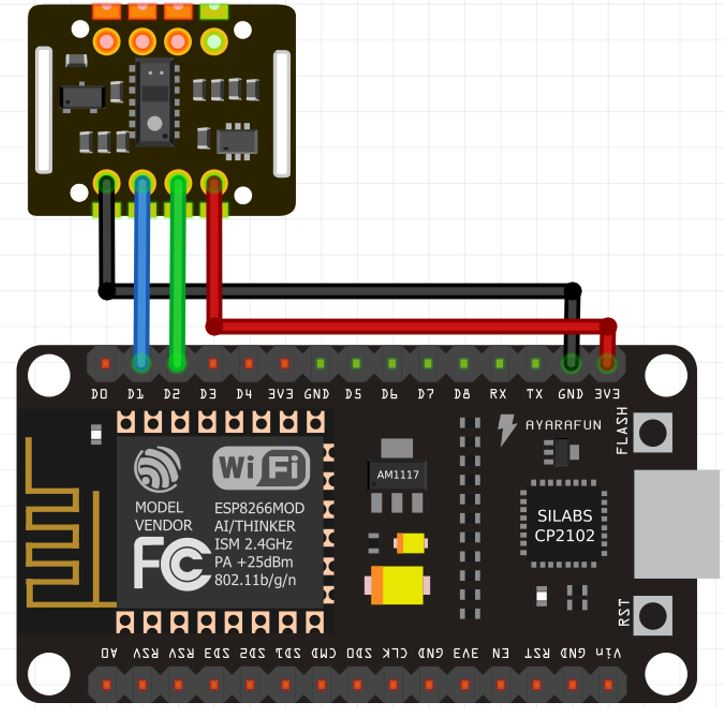 D0 D1 D2 D3 D4 3V3 GND D5 D6 D7 D8 RX TX GND 3V3
AYARAFUN
FLASH
WiFi
AM1117
MODEL
VENDOR
ESP8266MOD
AI/THINKER
ISM 2.4GHz
PA +25dBm
802.11b/g/n
FC
SILABS
CP2102
RST
A0 RSV RSV SD3 SD2 SD1 CMD SD0 CLK GND 3V3 EN RST GND Vin